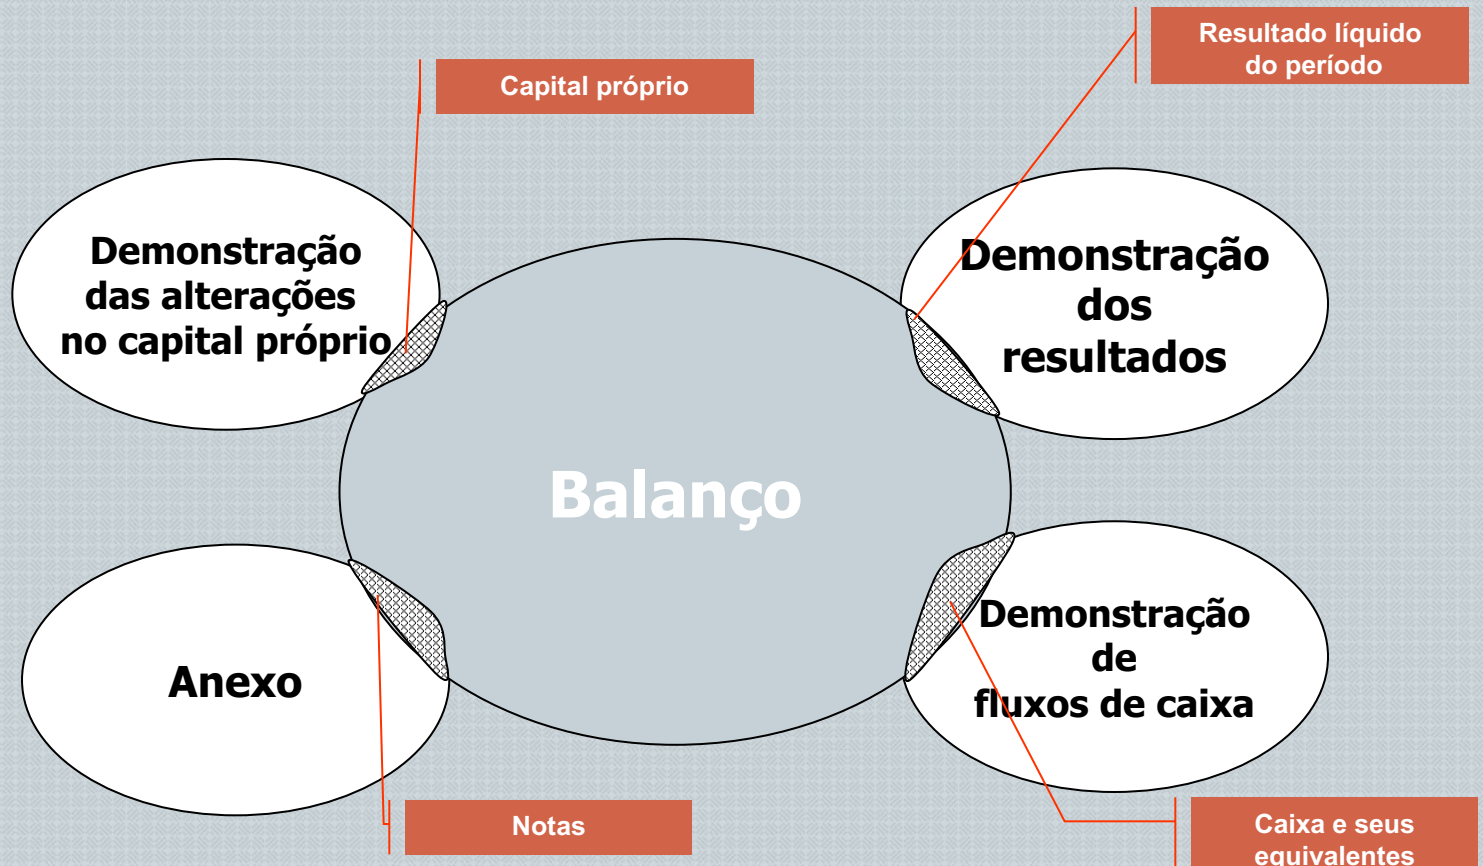 Resultado líquido
do período
Capital próprio
Demonstração
das alterações
no capital próprio
Demonstração
dos
resultados
Balanço
Anexo
Demonstração
de
fluxos de caixa
Notas
Caixa e seus
equivalentes